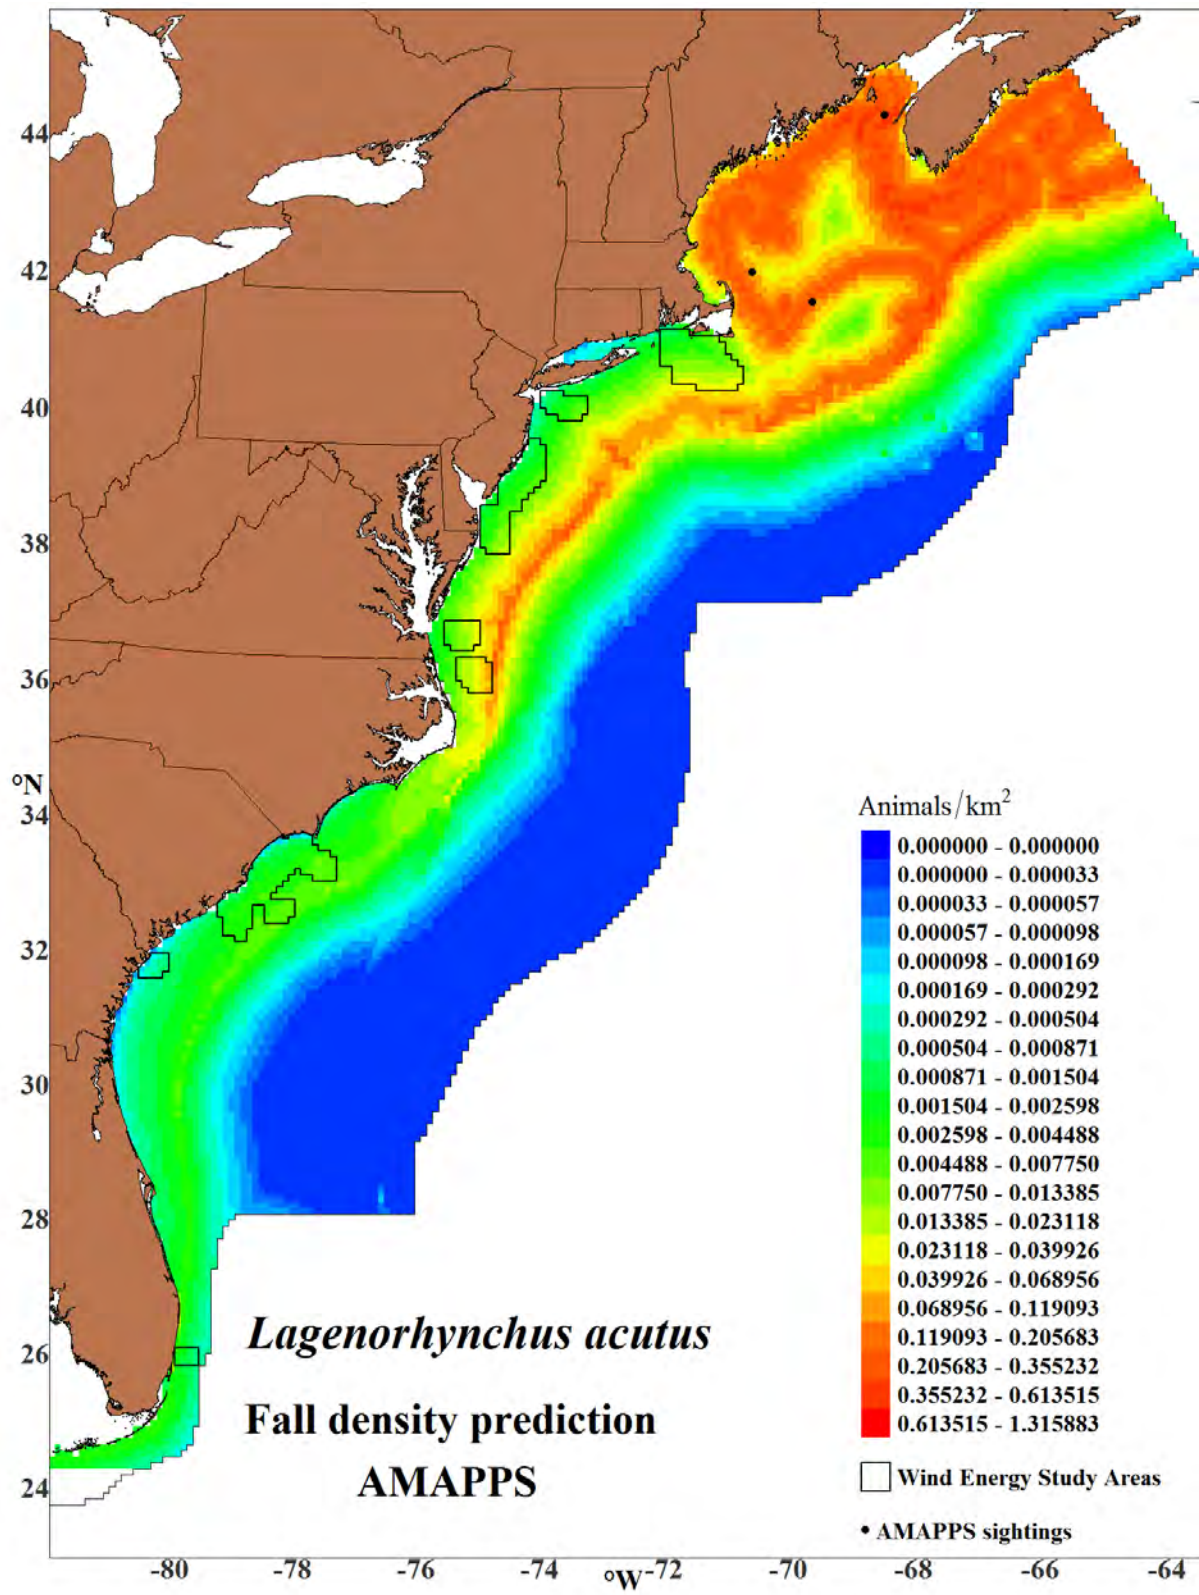 44
42
40
38
36
°N
34
32
30
28
26
24
Animals/km²
0.000000 - 0.000000
0.000000 - 0.000033
0.000033 - 0.000057
0.000057 - 0.000098
0.000098 - 0.000169
0.000169 - 0.000292
0.000292 - 0.000504
0.000504 - 0.000871
0.000871 - 0.001504
0.001504 - 0.002598
0.002598 - 0.004488
0.004488 - 0.007750
0.007750 - 0.013385
0.013385 - 0.023118
0.023118 - 0.039926
0.039926 - 0.068956
0.068956 - 0.119093
0.119093 - 0.205683
0.205683 - 0.355232
0.355232 - 0.613515
0.613515 - 1.315883
Wind Energy Study Areas
• AMAPPS sightings
Lagenorhynchus acutus
Fall density prediction
AMAPPS
-80 -78 -76 -74 -72 -70 -68 -66 -64
°W